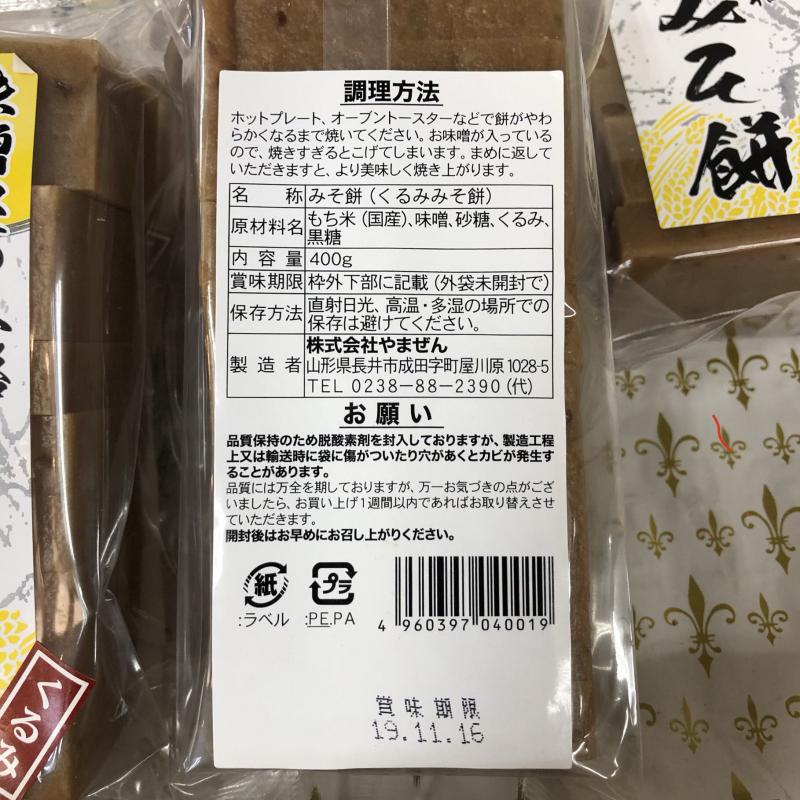 調理方法
ホットプレート、オーブントースターなどで餅がやわ
らかくなるまで焼いてください。お味噌が入っている
ので、焼きすぎるとこげてしまいます。まめに返して
いただきますと、より美味しく焼き上がります。
名称 みそ餅(くるみみそ餅)
原材料名 もち米(国産)、味噌、砂糖、くるみ、
黒糖
内容量 400g
賞味期限 枠外下部に記載(外袋未開封で)
保存方法 直射日光、高温・多湿の場所での
保存は避けてください。
製造者 株式会社やまぜん
山形県長井市成田字町屋川原1028-5
TEL 0238-88-2390(代)
お願い
品質保持のため脱酸素剤を封入しておりますが、製造工程
上又は輸送時に袋に傷がついたり穴があくとカビが発生す
ることがあります。
品質には万全を期しておりますが、万一お気づきの点がござ
いましたら、お買い上げ1週間以内であればお取り替えさせ
ていただきます。
開封後はお早めにお召し上がりください。
紙 プラ
:ラベル :PE.PA
4 960397 040019
賞味期限
19.11.16
みそ餅
くるみ